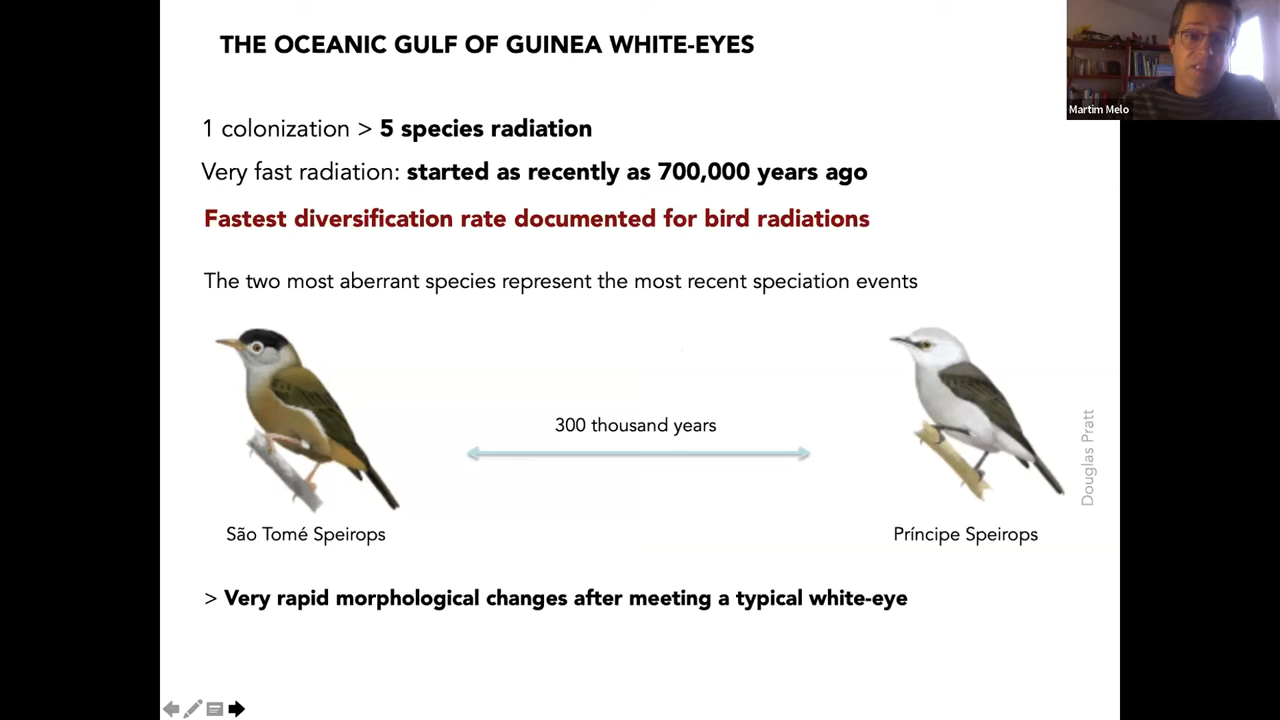 THE OCEANIC GULF OF GUINEA WHITE-EYES
Martim Melo
1 colonization > 5 species radiation
Very fast radiation: started as recently as 700,000 years ago
Fastest diversification rate documented for bird radiations
The two most aberrant species represent the most recent speciation events
300 thousand years
Douglas Pratt
São Tomé Speirops
Príncipe Speirops
> Very rapid morphological changes after meeting a typical white-eye